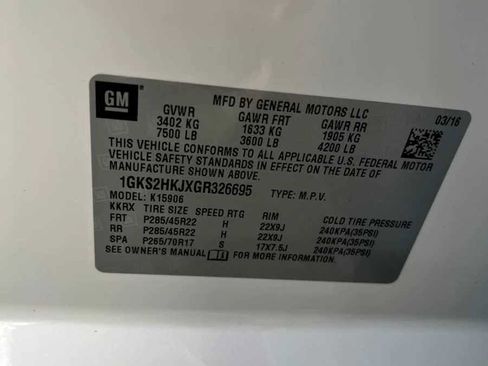 GM
MFD BY GENERAL MOTORS LLC
03/16
GVWR GAWR FRT GAWR RR
3402 KG 1633 KG 1905 KG
7500 LB 3600 LB 4200 LB
THIS VEHICLE CONFORMS TO ALL APPLICABLE U.S. FEDERAL MOTOR
VEHICLE SAFETY STANDARDS IN EFFECT ON THE DATE OF
MANUFACTURE SHOWN ABOVE.
1GKS2HKJXGR326695 TYPE: M.P.V.
MODEL: K15906
KKRX TIRE SIZE SPEED RTG RIM COLD TIRE PRESSURE
FRT P285/45R22 H 22X9J 240KPA(35PSI)
RR P285/45R22 H 22X9J 240KPA(35PSI)
SPA P265/70R17 S 17X7.5J 240KPA(35PSI)
SEE OWNER'S MANUAL FOR MORE INFORMATION.